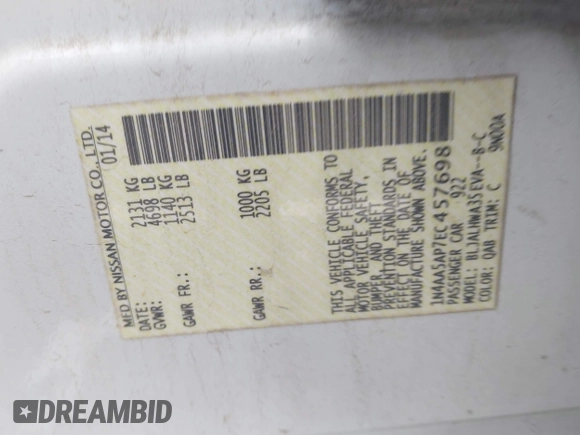 MFD BY NISSAN MOTOR CO., LTD.
DATE: 01/14
GVWR: 2131 KG
4698 LB
GAWR FR: 1140 KG
2513 LB
GAWR RR: 1000 KG
2205 LB
THIS VEHICLE CONFORMS TO
ALL APPLICABLE FEDERAL
MOTOR VEHICLE SAFETY,
BUMPER AND THEFT
PREVENTION STANDARDS IN
EFFECT ON THE DATE OF
MANUFACTURE SHOWN ABOVE.
1N4AA5AP7EC457698
PASSENGER CAR 922
MODEL: BLJALHWA35EVA--B-C
COLOR: QAB TRIM: C 9N00A
DREAMBID